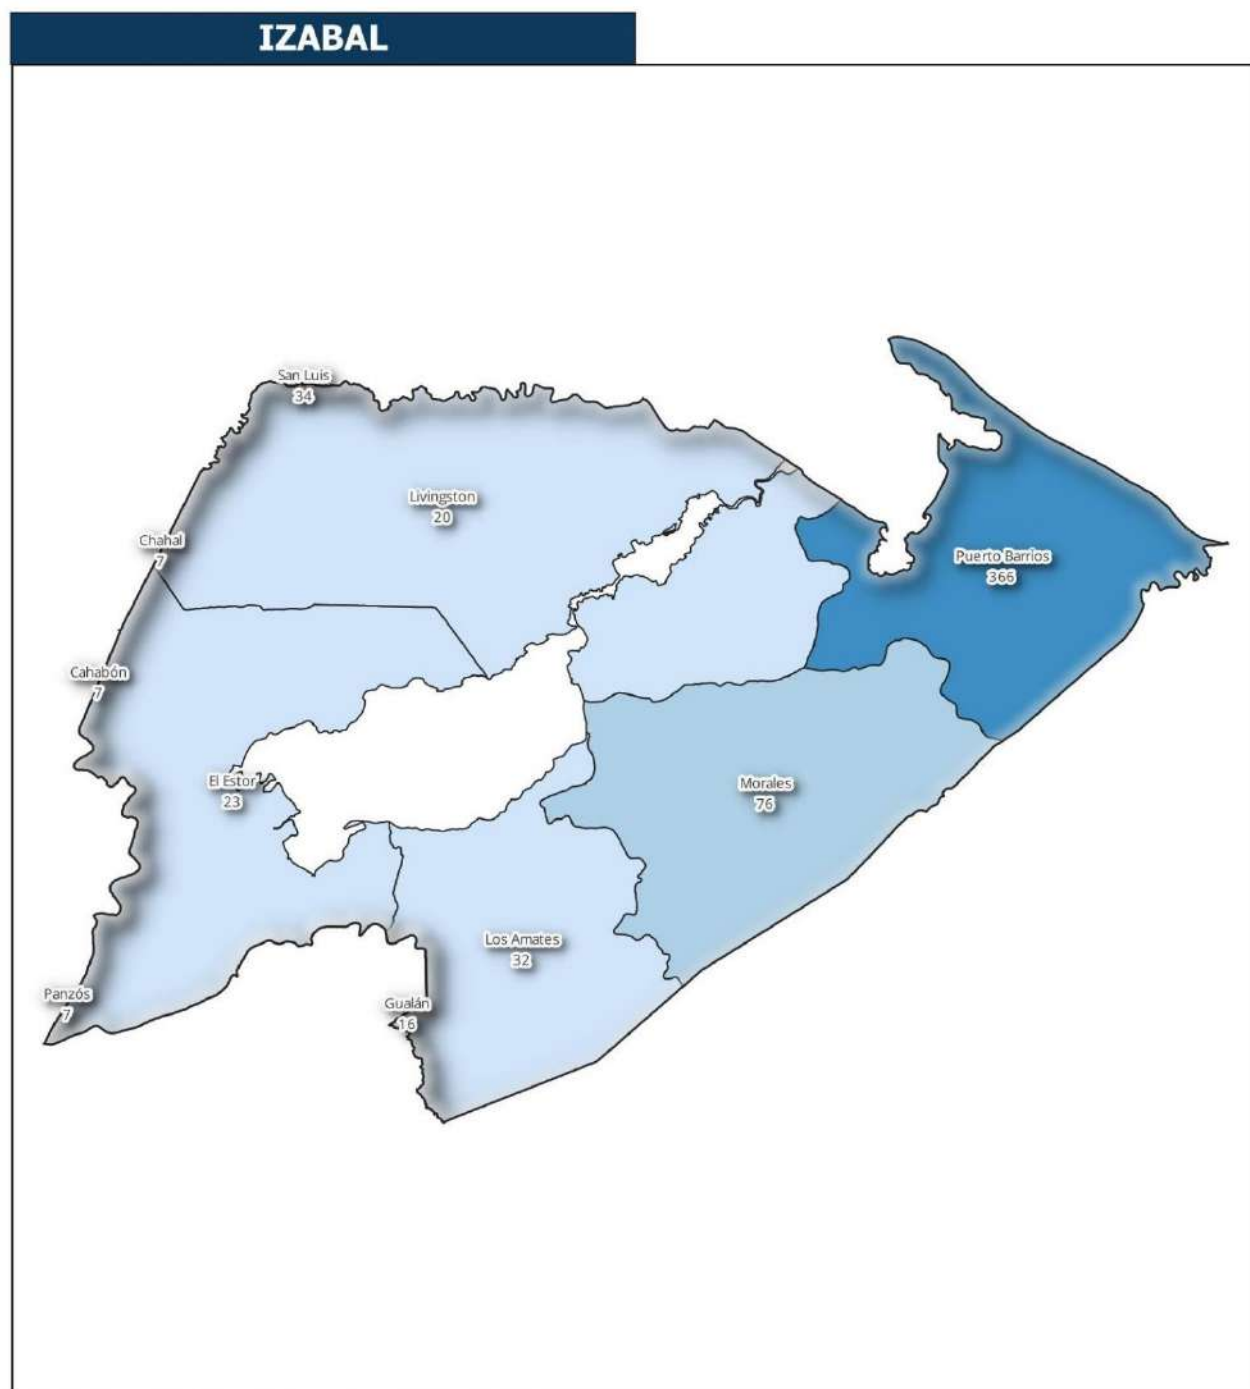 IZABAL
San Luis
34
Livingston
20
Chahal
7
Puerto Barrios
366
Cahabón
7
El Estor
23
Morales
76
Los Amates
32
Panzós
7
Gualán
16